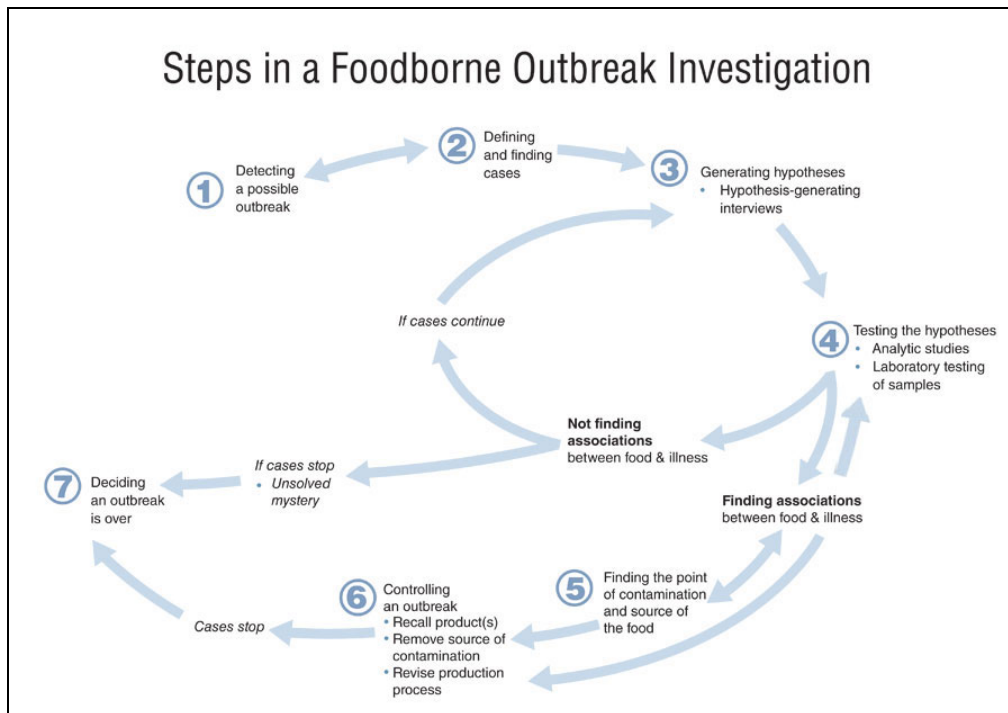 Steps in a Foodborne Outbreak Investigation
1
Detecting
a possible
outbreak
2
Defining
and finding
cases
3
Generating hypotheses
• Hypothesis-generating
interviews
If cases continue
4
Testing the hypotheses
• Analytic studies
• Laboratory testing
of samples
Not finding
associations
between food & illness
Finding associations
between food & illness
If cases stop
• Unsolved
mystery
7
Deciding
an outbreak
is over
5
Finding the point
of contamination
and source of
the food
6
Controlling
an outbreak
• Recall product(s)
• Remove source of
contamination
• Revise production
process
Cases stop